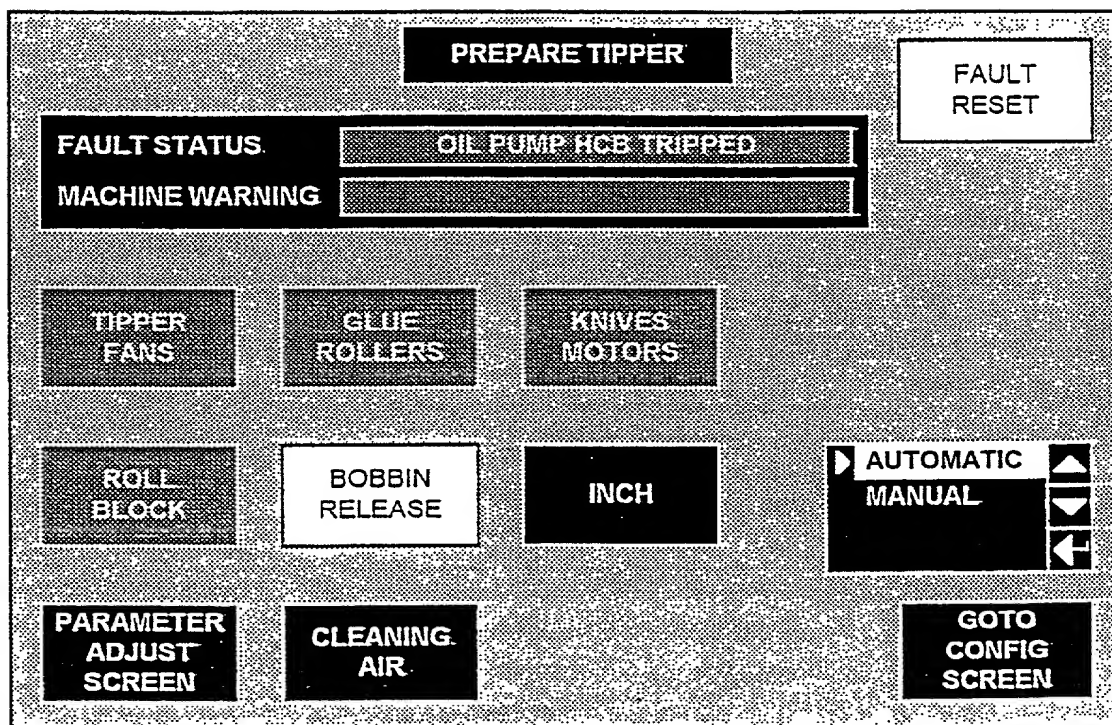 PREPARE TIPPER
FAULT
RESET
FAULT STATUS
OIL PUMP HCB TRIPPED
MACHINE WARNING
TIPPER
FANS
GLUE
ROLLERS
KNIVES
MOTORS
ROLL
BLOCK
BOBBIN
RELEASE
INCH
AUTOMATIC
MANUAL
PARAMETER
ADJUST
SCREEN
CLEANING
AIR
GOTO
CONFIG
SCREEN